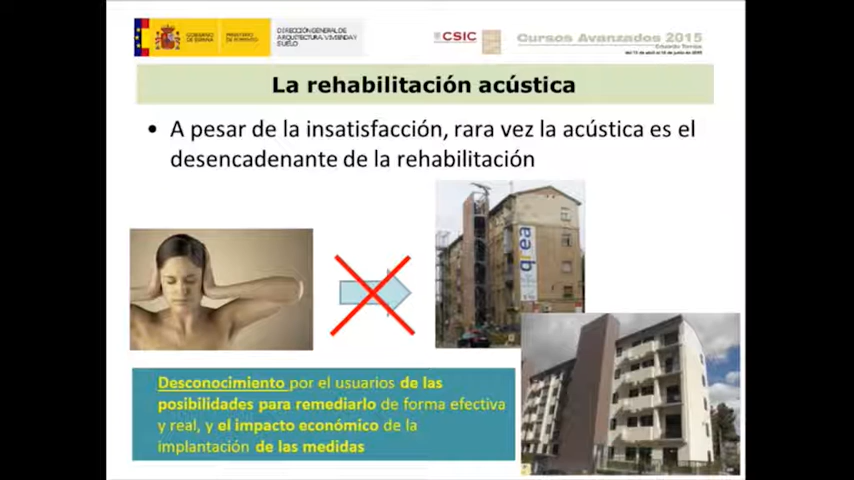 GOBIERNO DE ESPAÑA
MINISTERIO DE FOMENTO
DIRECCIÓN GENERAL DE
ARQUITECTURA, VIVIENDA Y
SUELO
CSIC
Cursos Avanzados 2015
Eduardo Torroja
La rehabilitación acústica
• A pesar de la insatisfacción, rara vez la acústica es el
desencadenante de la rehabilitación
Desconocimiento por el usuarios de las
posibilidades para remediarlo de forma efectiva
y real, y el impacto económico de la
implantación de las medidas